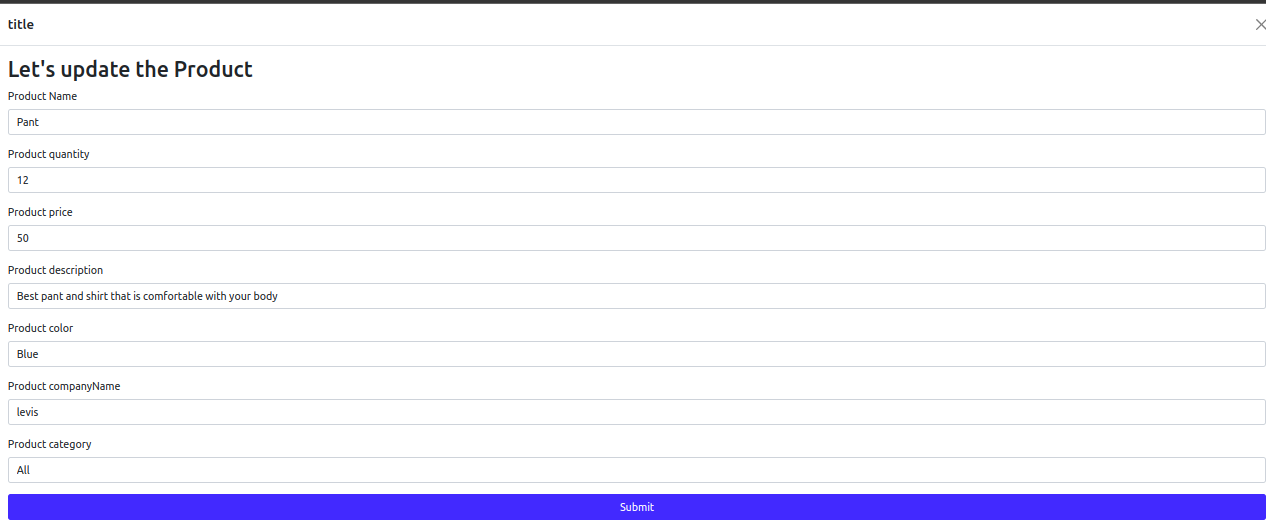 title
Let's update the Product
Product Name
Pant
Product quantity
12
Product price
50
Product description
Best pant and shirt that is comfortable with your body
Product color
Blue
Product companyName
levis
Product category
All
Submit